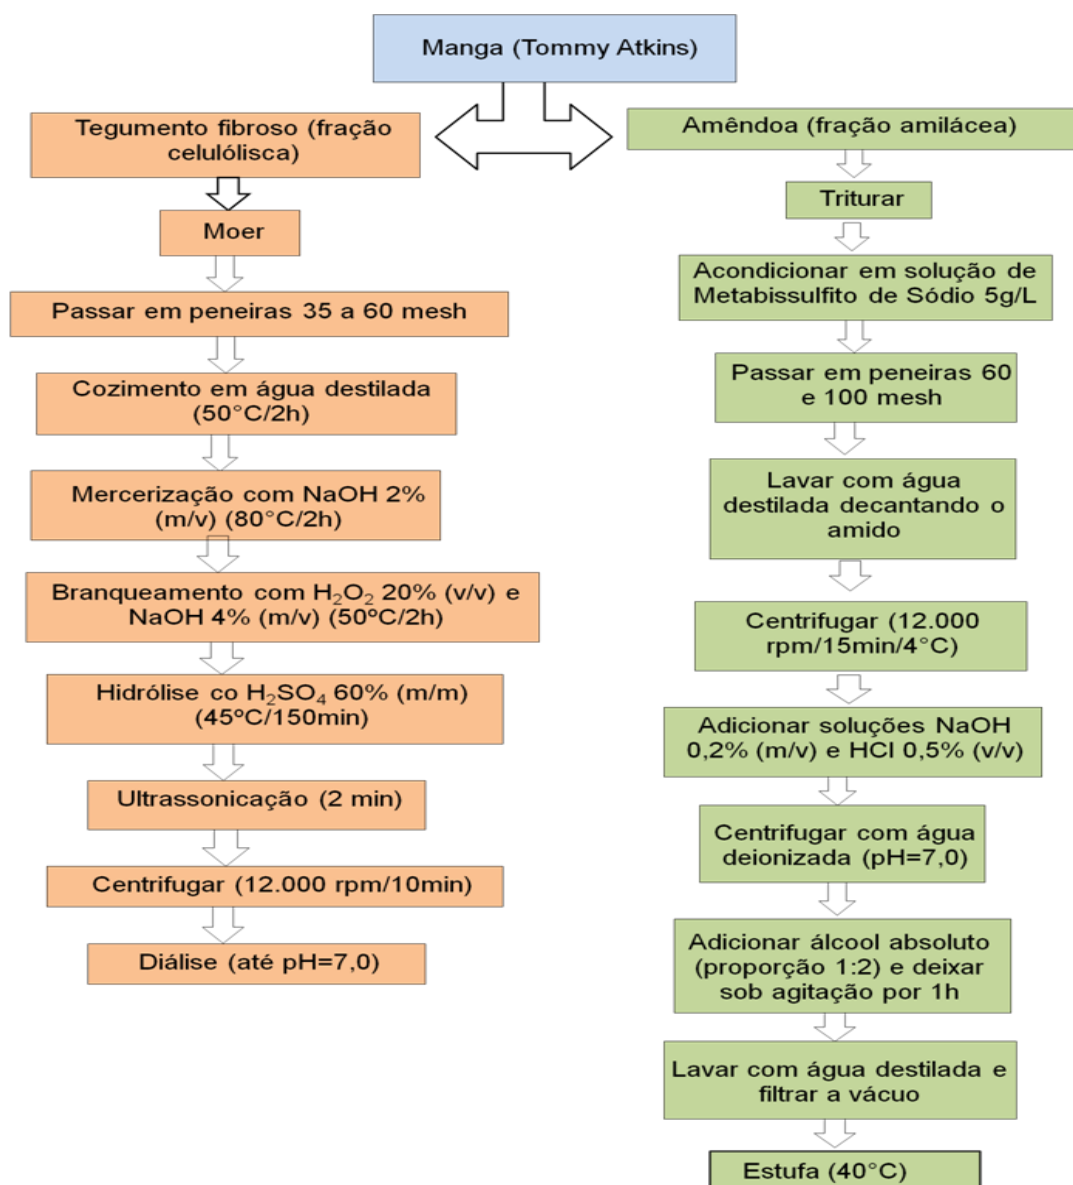 Manga (Tommy Atkins)
Tegumento fibroso (fração
celulólisca)
Moer
Passar em peneiras 35 a 60 mesh
Cozimento em água destilada
(50°C/2h)
Mercerização com NaOH 2%
(m/v) (80°C/2h)
Branqueamento com H₂O₂ 20% (v/v) e
NaOH 4% (m/v) (50ºC/2h)
Hidrólise co H₂SO₄ 60% (m/m)
(45ºC/150min)
Ultrassonicação (2 min)
Centrifugar (12.000 rpm/10min)
Diálise (até pH=7,0)
Amêndoa (fração amilácea)
Triturar
Acondicionar em solução de
Metabissulfito de Sódio 5g/L
Passar em peneiras 60
e 100 mesh
Lavar com água
destilada decantando o
amido
Centrifugar (12.000
rpm/15min/4°C)
Adicionar soluções NaOH
0,2% (m/v) e HCl 0,5% (v/v)
Centrifugar com água
deionizada (pH=7,0)
Adicionar álcool absoluto
(proporção 1:2) e deixar
sob agitação por 1h
Lavar com água destilada e
filtrar a vácuo
Estufa (40°C)